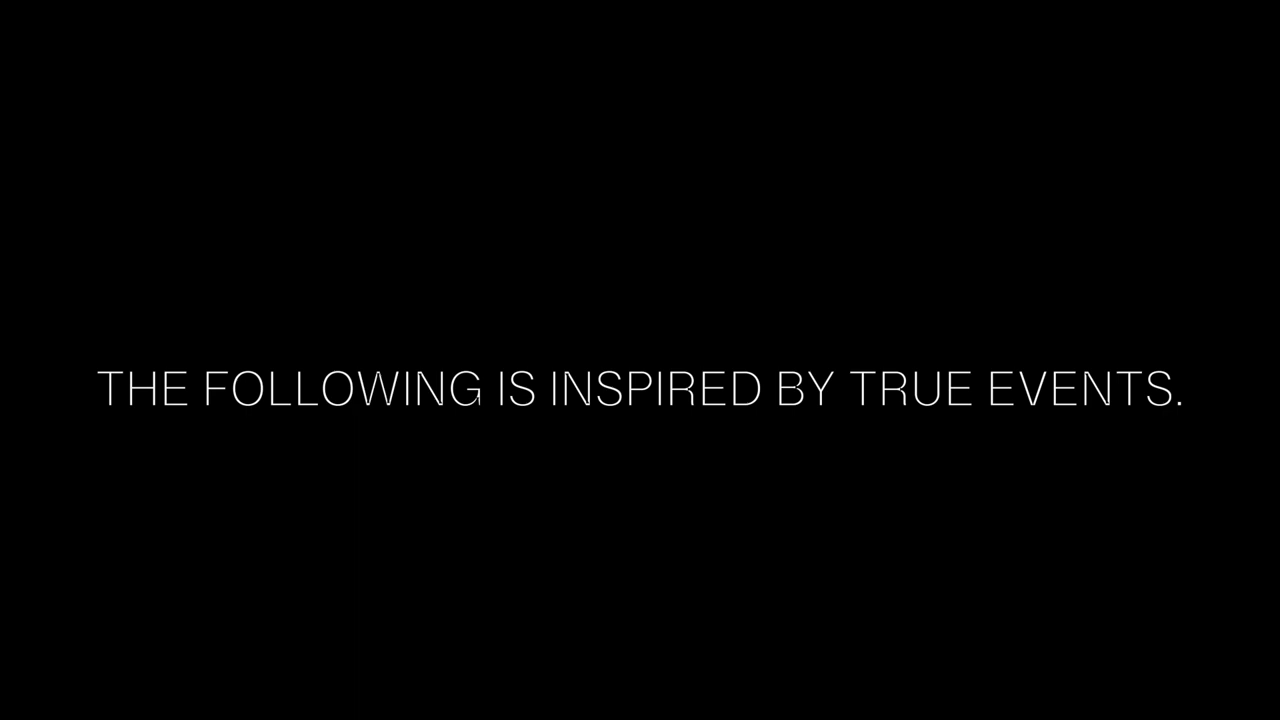 THE FOLLOWING IS INSPIRED BY TRUE EVENTS.